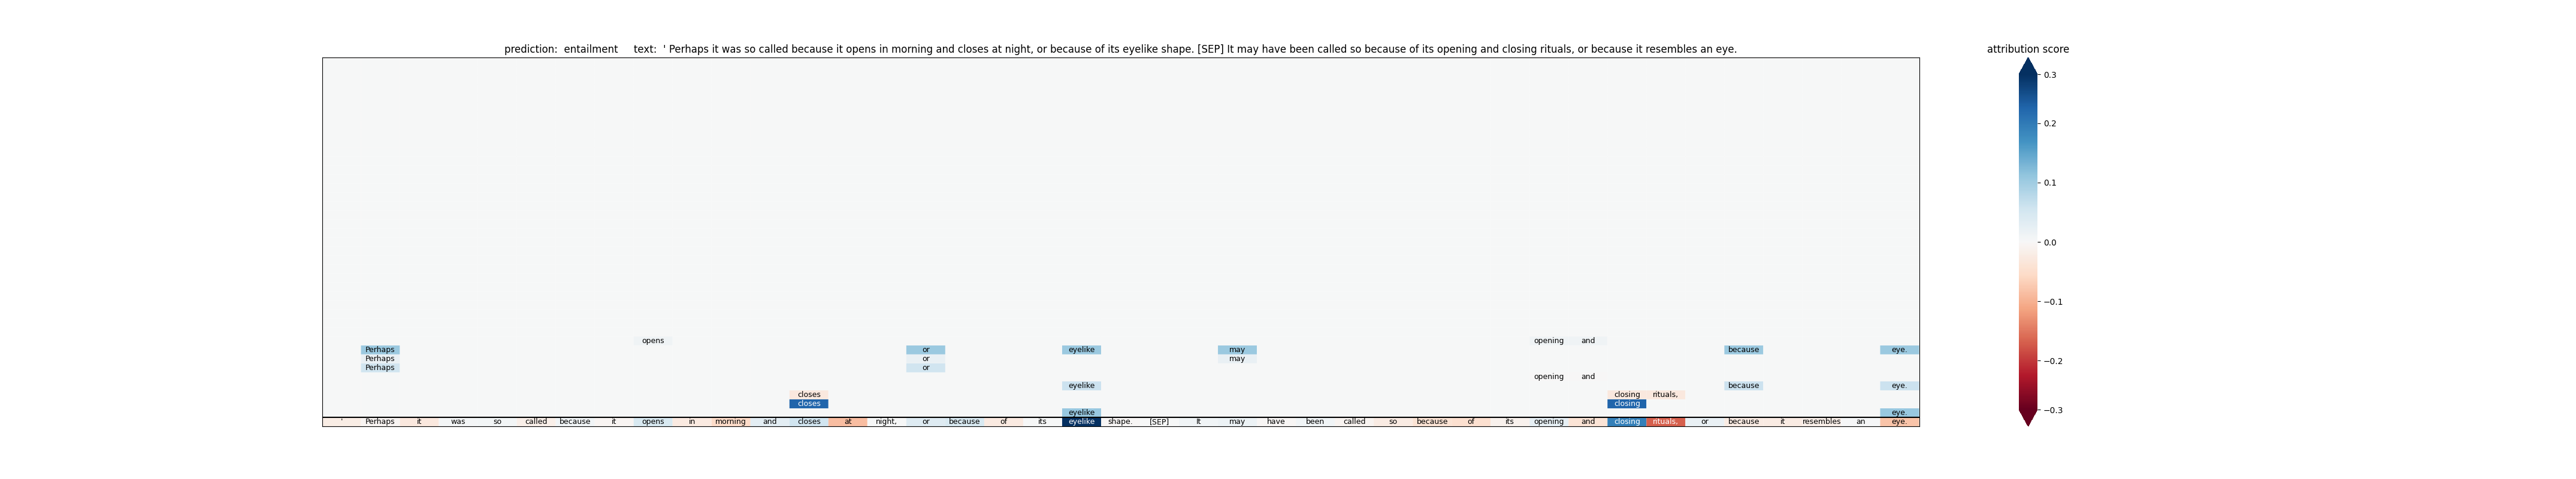 prediction:  entailment     text:  ' Perhaps it was so called because it opens in morning and closes at night, or because of its eyelike shape. [SEP] It may have been called so because of its opening and closing rituals, or because it resembles an eye.
attribution score
0.3
0.2
0.1
0.0
−0.1
−0.2
−0.3
opens opening and
Perhaps or eyelike may because eye.
Perhaps or may
Perhaps or
opening and
eyelike because eye.
closes closing rituals,
closes closing
eyelike eye.
' Perhaps it was so called because it opens in morning and closes at night, or because of its eyelike shape. [SEP] It may have been called so because of its opening and closing rituals, or because it resembles an eye.